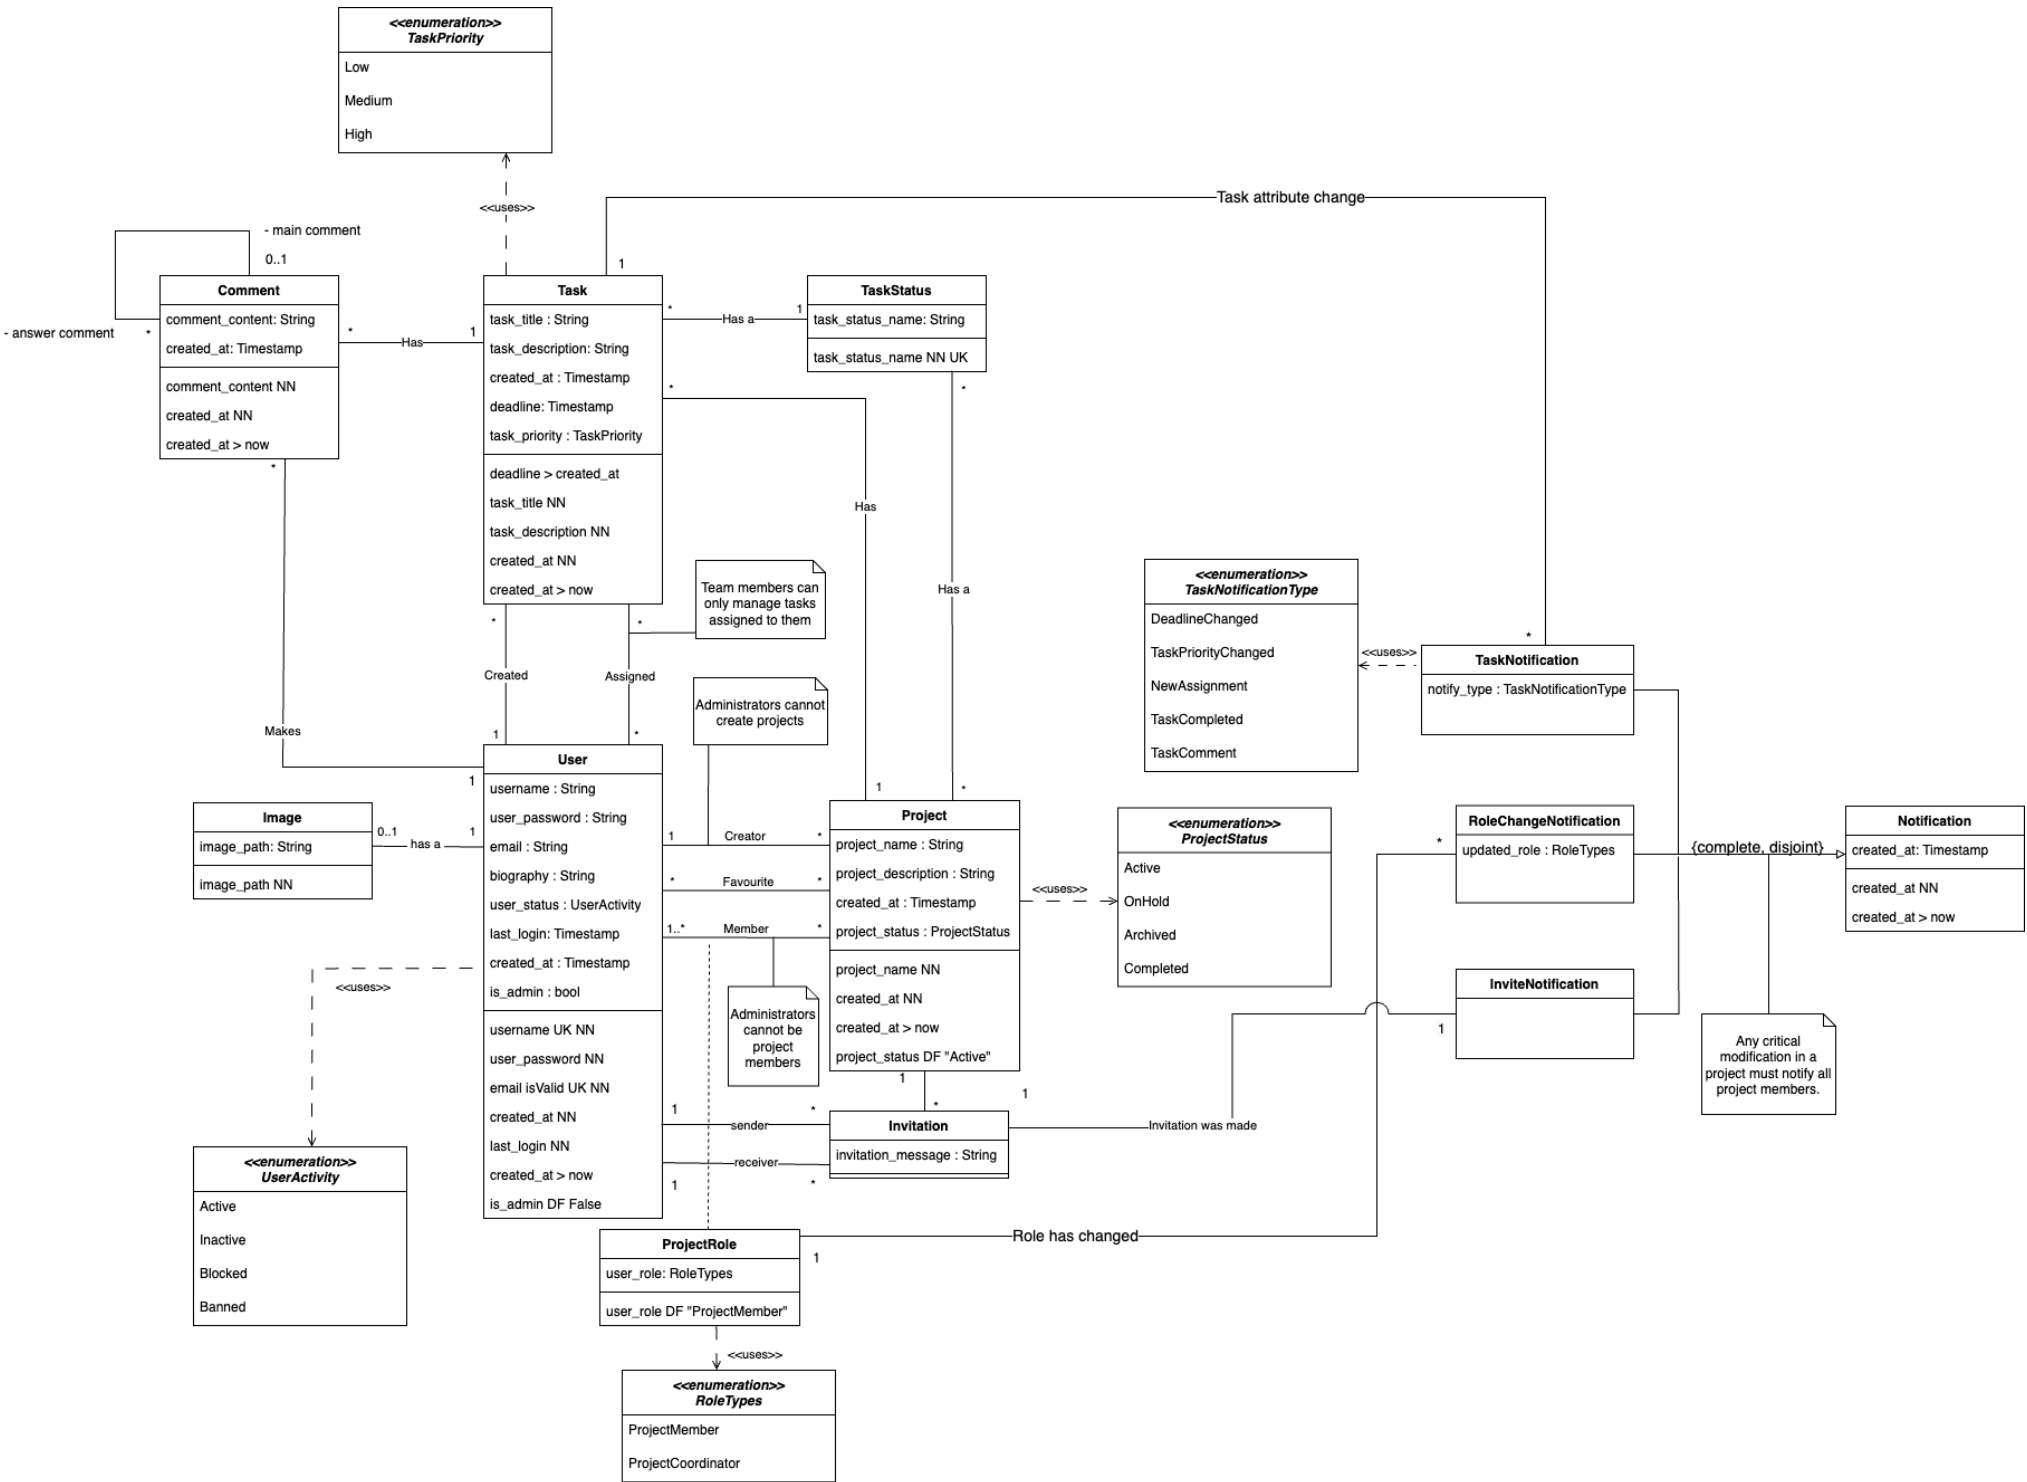 <<enumeration>>
TaskPriority
Low
Medium
High
<<uses>>
Task attribute change
- main comment
0..1
- answer comment
*
Comment
comment_content: String
created_at: Timestamp
comment_content NN
created_at NN
created_at > now
*
Has
1
*
Makes
1
1
Task
task_title : String
task_description: String
created_at : Timestamp
deadline: Timestamp
task_priority : TaskPriority
deadline > created_at
task_title NN
task_description NN
created_at NN
created_at > now
*
Has a
1
TaskStatus
task_status_name: String
task_status_name NN UK
*
Has
1
*
Has a
*
*
Created
1
*
Assigned
*
Team members can
only manage tasks
assigned to them
Administrators cannot
create projects
<<enumeration>>
TaskNotificationType
DeadlineChanged
TaskPriorityChanged
NewAssignment
TaskCompleted
TaskComment
<<uses>>
*
TaskNotification
notify_type : TaskNotificationType
Image
image_path: String
image_path NN
0..1
has a
1
User
username : String
user_password : String
email : String
biography : String
user_status : UserActivity
last_login: Timestamp
created_at : Timestamp
is_admin : bool
username UK NN
user_password NN
email isValid UK NN
created_at NN
last_login NN
created_at > now
is_admin DF False
1
Creator
*
*
Favourite
*
1..*
Member
*
Administrators
cannot be
project
members
Project
project_name : String
project_description : String
created_at : Timestamp
project_status : ProjectStatus
project_name NN
created_at NN
created_at > now
project_status DF "Active"
<<uses>>
<<enumeration>>
ProjectStatus
Active
OnHold
Archived
Completed
*
RoleChangeNotification
updated_role : RoleTypes
{complete, disjoint}
Notification
created_at: Timestamp
created_at NN
created_at > now
InviteNotification
1
Any critical
modification in a
project must notify all
project members.
<<uses>>
<<enumeration>>
UserActivity
Active
Inactive
Blocked
Banned
1
*
1
1
sender
*
receiver
1
*
Invitation
invitation_message : String
Invitation was made
ProjectRole
user_role: RoleTypes
user_role DF "ProjectMember"
1
Role has changed
<<uses>>
<<enumeration>>
RoleTypes
ProjectMember
ProjectCoordinator